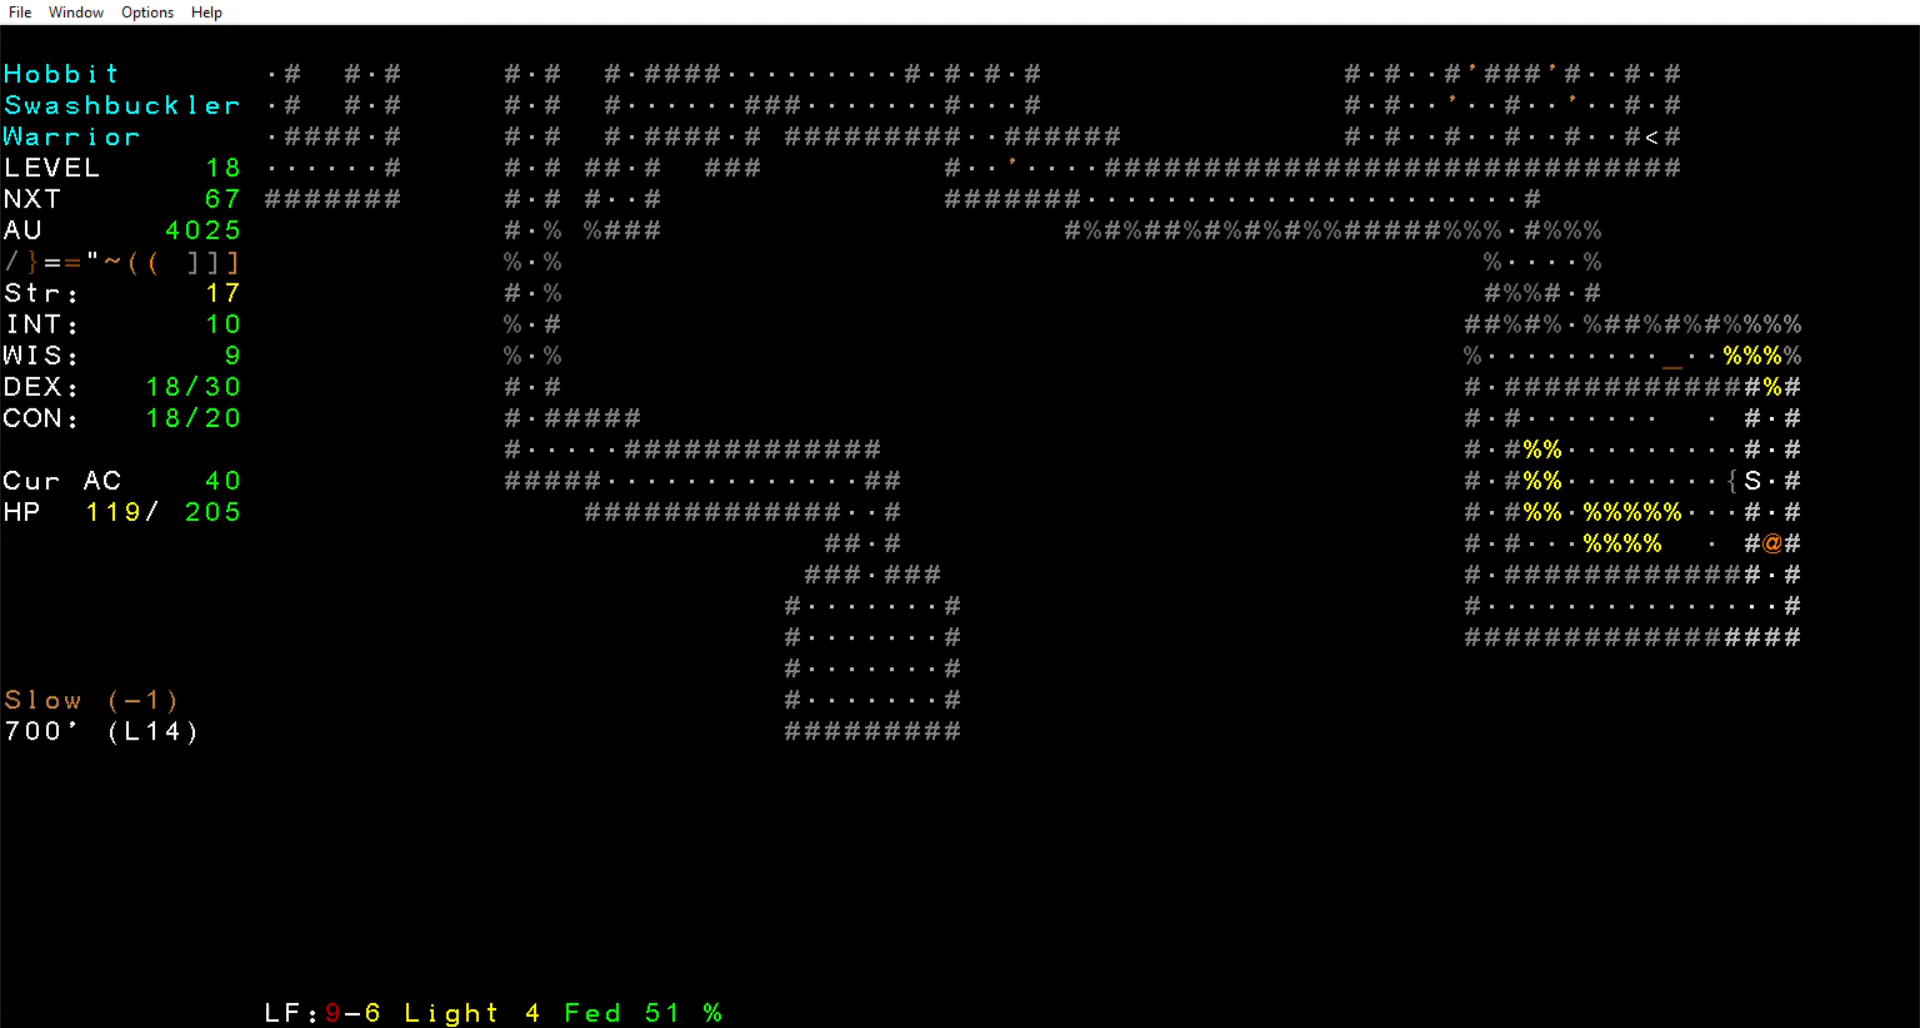 File Window Options Help
Hobbit
Swashbuckler
Warrior
LEVEL 18
NXT 67
AU 4025
/}=="~(( ]]]
Str: 17
INT: 10
WIS: 9
DEX: 18/30
CON: 18/20
Cur AC 40
HP 119/ 205
Slow (-1)
700' (L14)
LF:9-6 Light 4 Fed 51 %